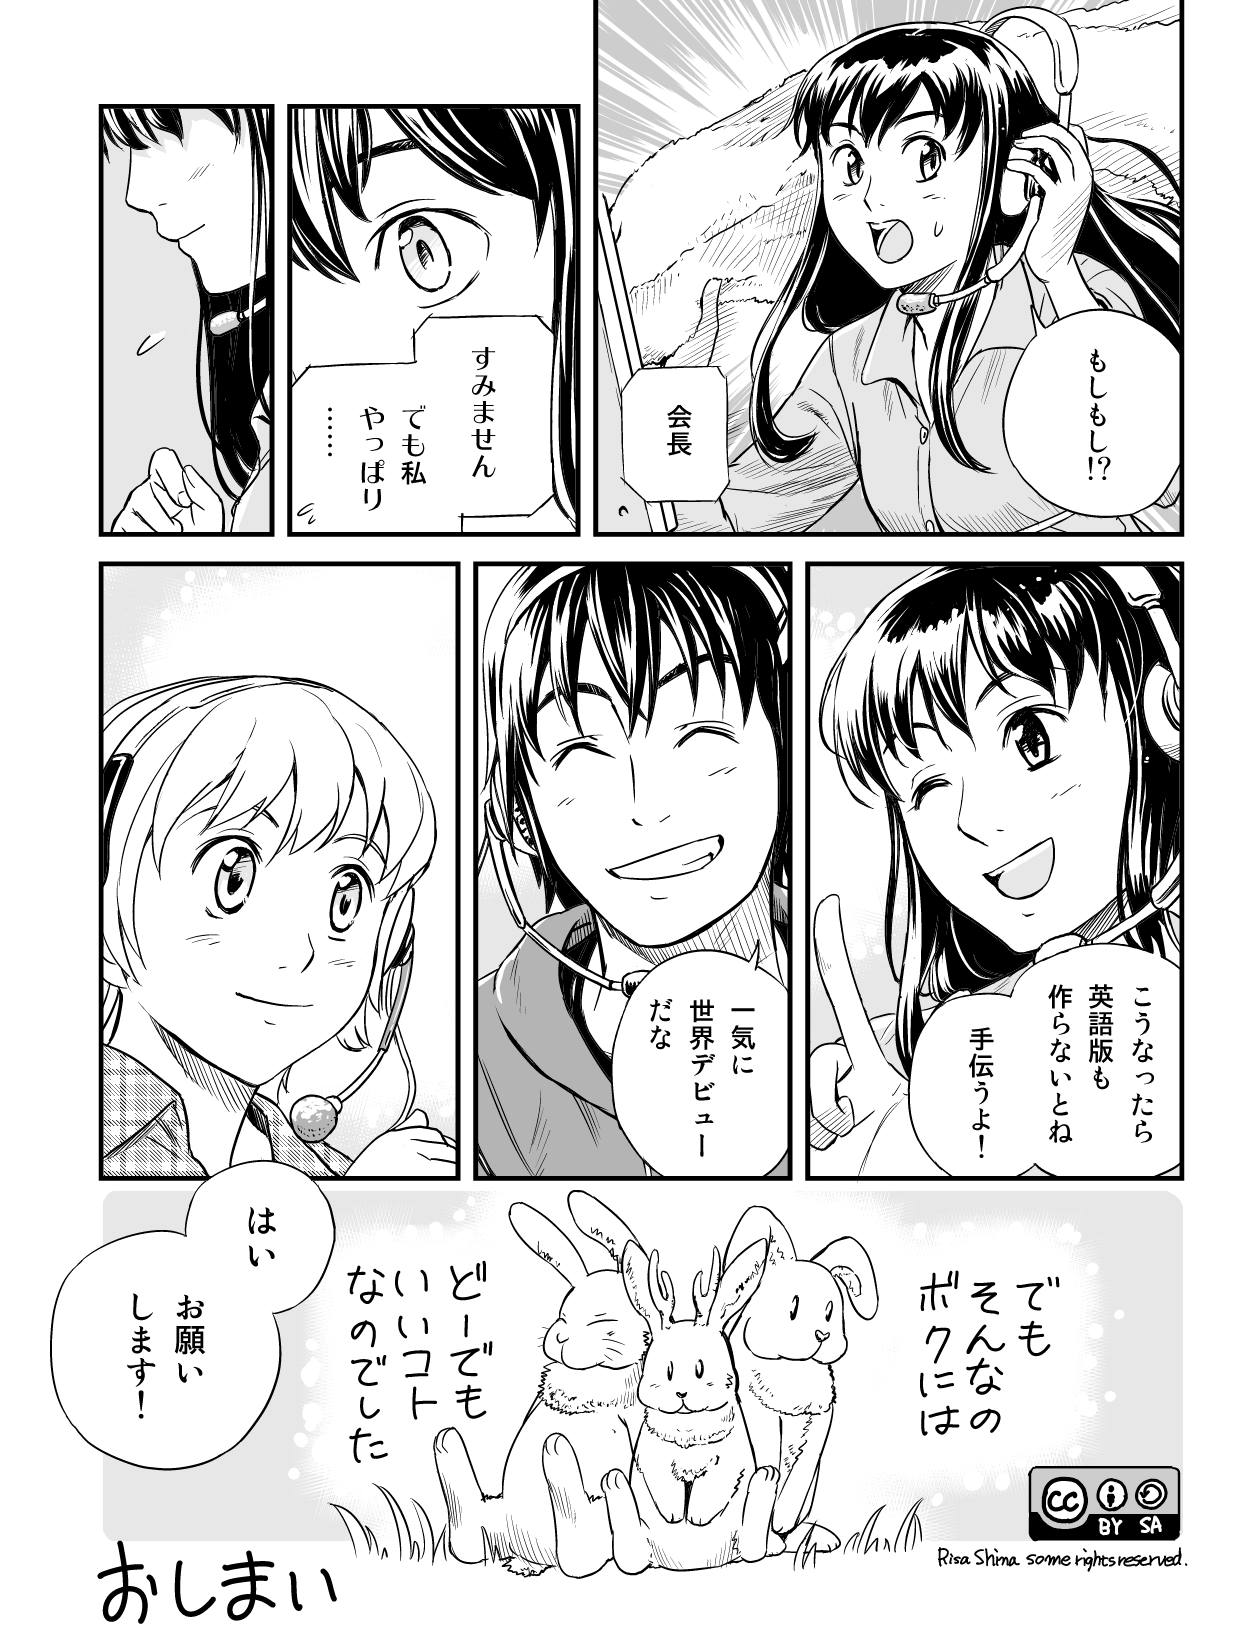 もしもし!?
会長
すみません
でも私
やっぱり
……
こうなったら
英語版も
作らないとね
手伝うよ!
一気に
世界デビュー
だな
はい
お願い
します!
でも
そんなの
ボクには
どーでも
いいコト
なのでした
cc BY SA
Risa Shima some rights reserved.
おしまい